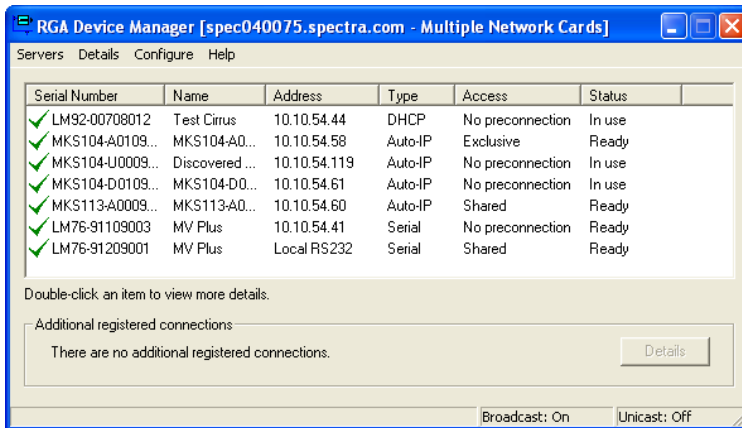 RGA Device Manager [spec040075.spectra.com - Multiple Network Cards]
Servers Details Configure Help
Serial Number Name Address Type Access Status
LM92-00708012 Test Cirrus 10.10.54.44 DHCP No preconnection In use
MKS104-A0109... MKS104-A0... 10.10.54.58 Auto-IP Exclusive Ready
MKS104-U0009... Discovered ... 10.10.54.119 Auto-IP No preconnection In use
MKS104-D0109... MKS104-D0... 10.10.54.61 Auto-IP No preconnection In use
MKS113-A0009... MKS113-A0... 10.10.54.60 Auto-IP Shared Ready
LM76-91109003 MV Plus 10.10.54.41 Serial No preconnection Ready
LM76-91209001 MV Plus Local RS232 Serial Shared Ready
Double-click an item to view more details.
Additional registered connections
There are no additional registered connections.
Details
Broadcast: On Unicast: Off